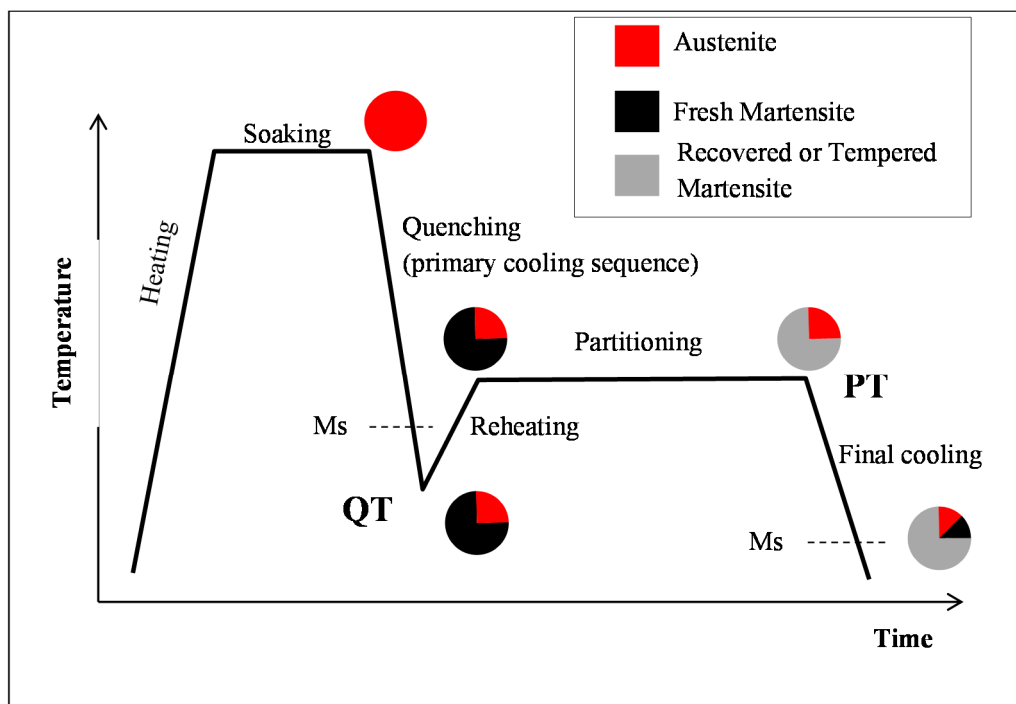 Austenite
Fresh Martensite
Recovered or Tempered
Martensite
Soaking
Heating
Quenching
(primary cooling sequence)
Temperature
Partitioning
PT
Ms
Reheating
Final cooling
QT
Ms
Time